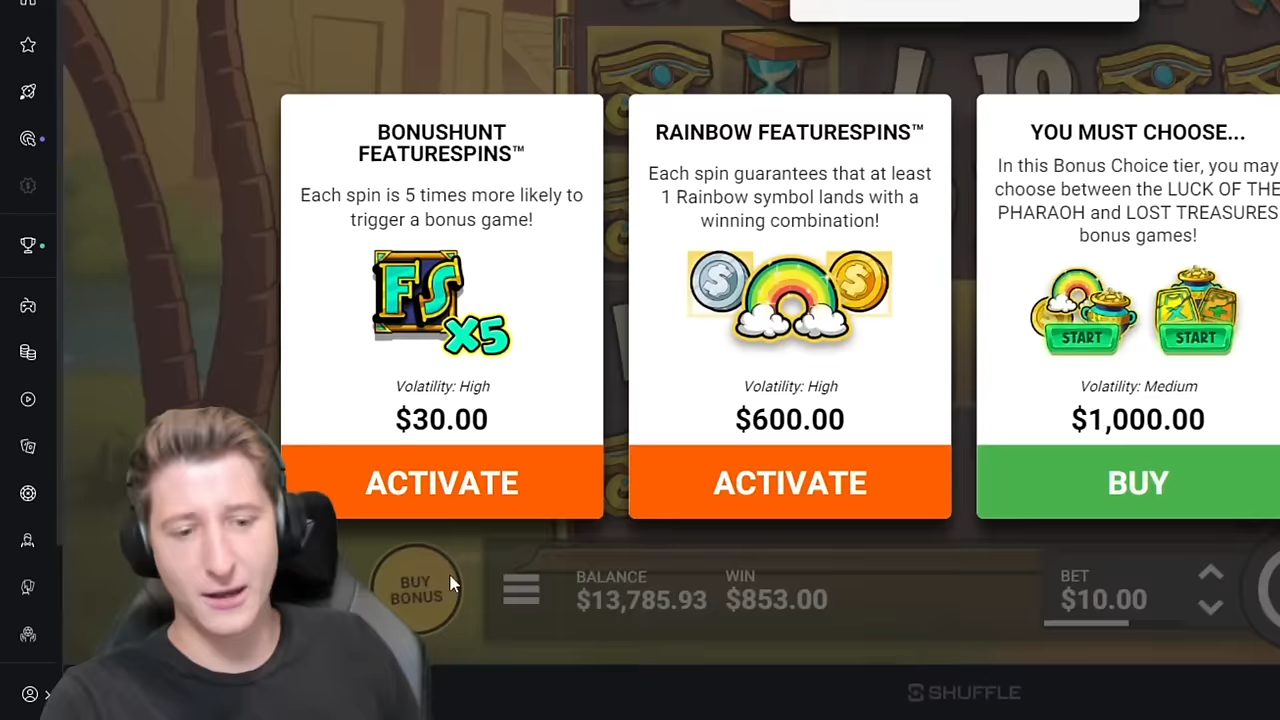 / 10
BONUSHUNT
FEATURESPINS™
Each spin is 5 times more likely to
trigger a bonus game!
FS
X5
Volatility: High
$30.00
ACTIVATE
RAINBOW FEATURESPINS™
Each spin guarantees that at least
1 Rainbow symbol lands with a
winning combination!
$
$
Volatility: High
$600.00
ACTIVATE
YOU MUST CHOOSE...
In this Bonus Choice tier, you may
choose between the LUCK OF THE
PHARAOH and LOST TREASURES
bonus games!
START
START
Volatility: Medium
$1,000.00
BUY
BUY
BONUS
BALANCE
$13,785.93
WIN
$853.00
BET
$10.00
SHUFFLE